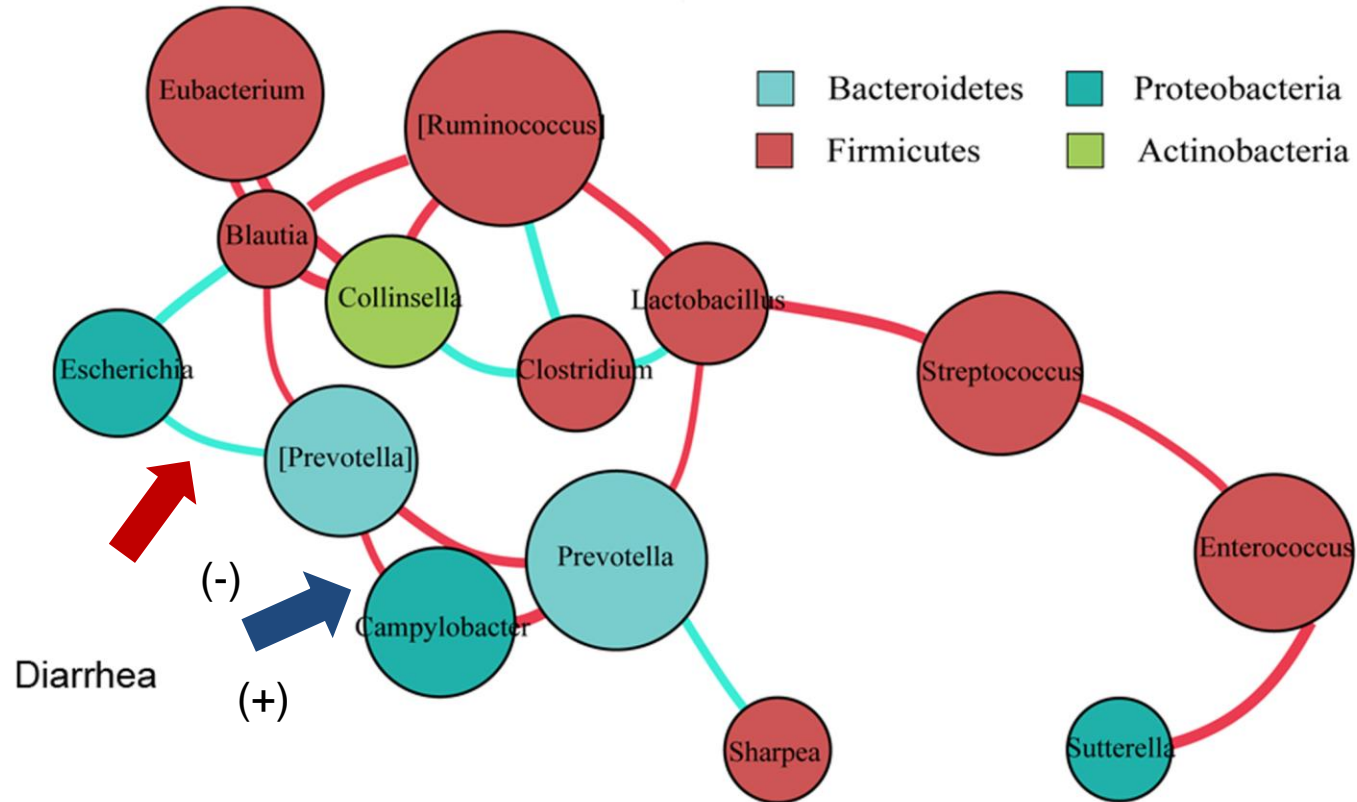 Eubacterium
[Ruminococcus]
Bacteroidetes
Proteobacteria
Firmicutes
Actinobacteria
Blautia
Collinsella
Lactobacillus
Escherichia
Clostridium
Streptococcus
[Prevotella]
Prevotella
Enterococcus
(-)
Campylobacter
Diarrhea
(+)
Sharpea
Sutterella